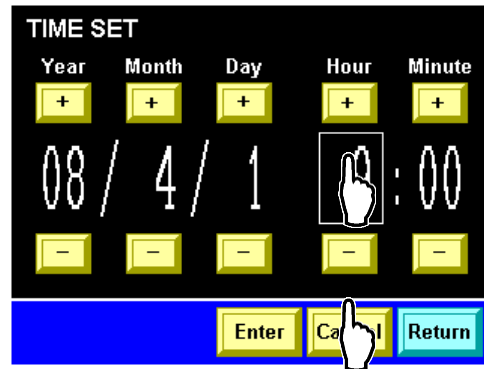 TIME SET
Year Month Day Hour Minute
+ + + + +
08/ 4/ 1 : 00
- - - - -
Enter Return